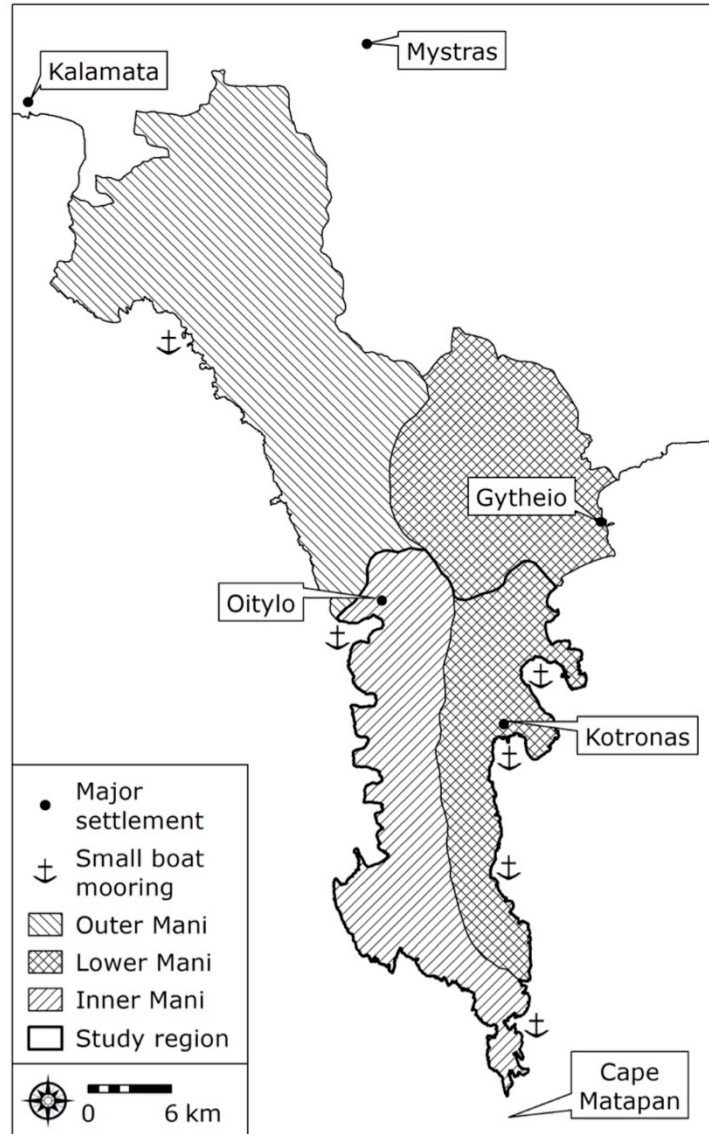 Mystras
Kalamata
Gytheio
Oitylo
Kotronas
Major
settlement
Small boat
mooring
Outer Mani
Lower Mani
Inner Mani
Study region
0 6 km
Cape
Matapan